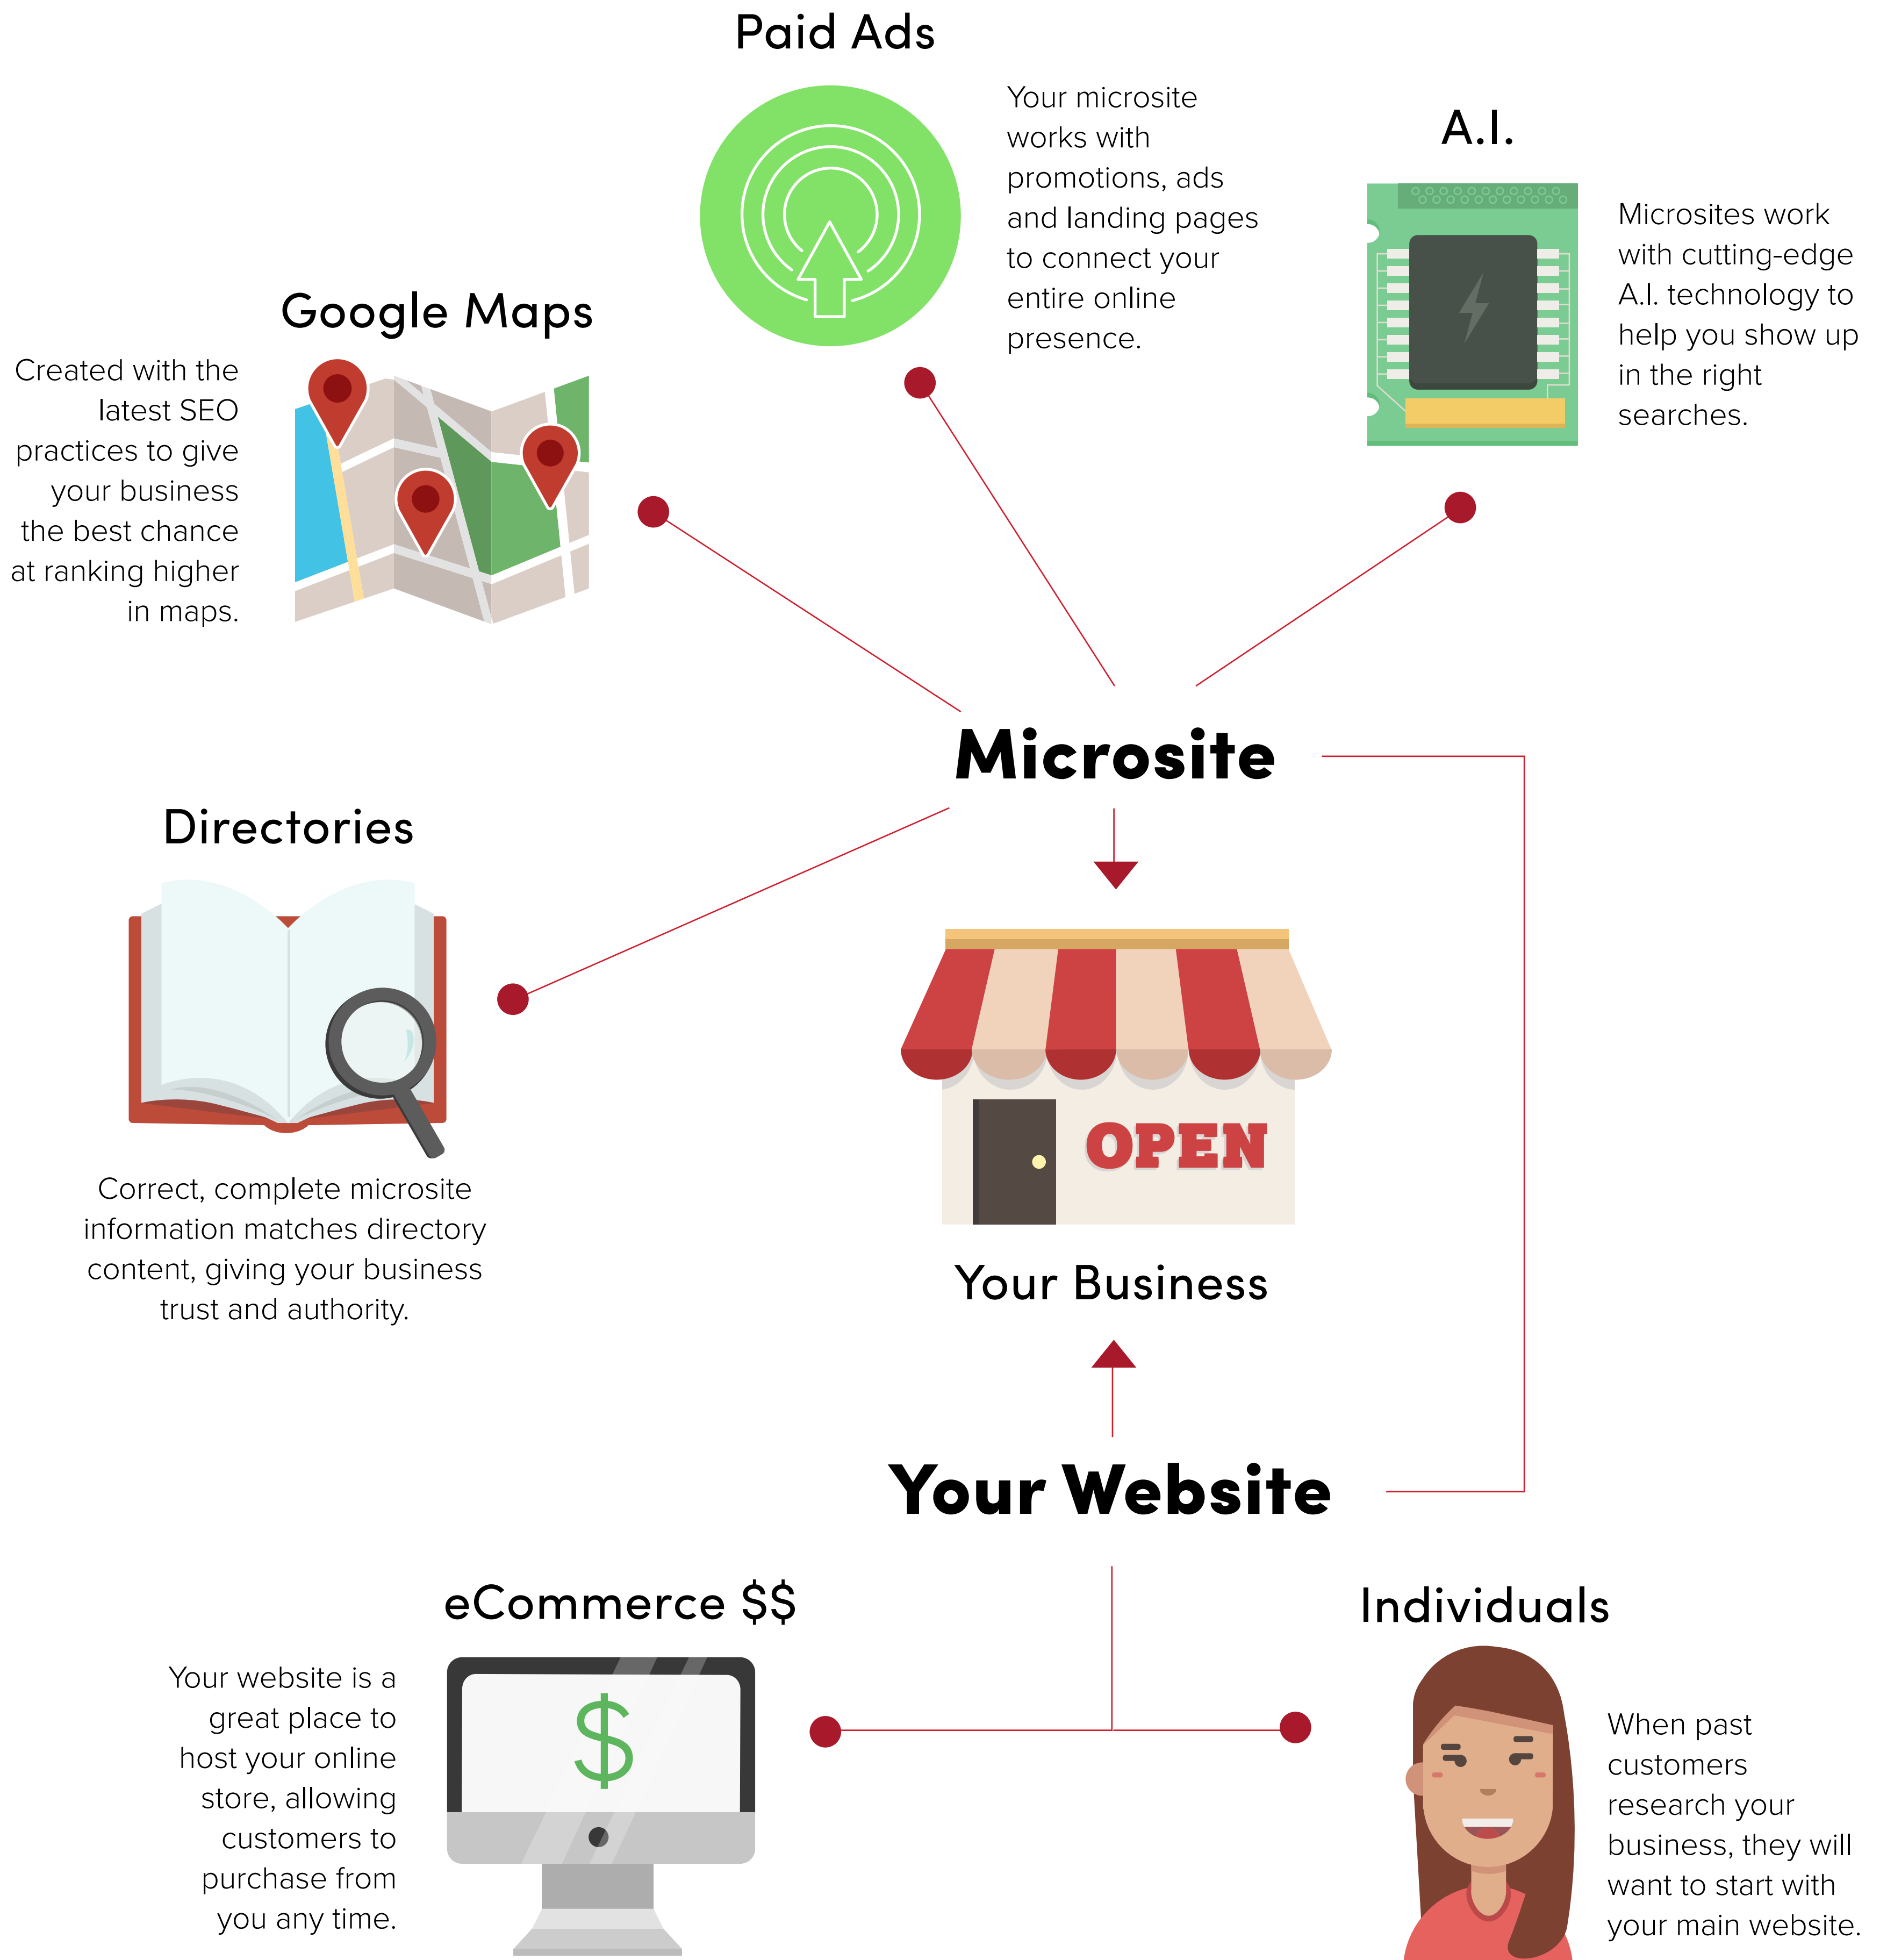 Paid Ads
Your microsite
works with
promotions, ads
and landing pages
to connect your
entire online
presence.
A.I.
Microsites work
with cutting-edge
A.I. technology to
help you show up
in the right
searches.
Google Maps
Created with the
latest SEO
practices to give
your business
the best chance
at ranking higher
in maps.
Microsite
Directories
Correct, complete microsite
information matches directory
content, giving your business
trust and authority.
OPEN
Your Business
Your Website
eCommerce $$
Your website is a
great place to
host your online
store, allowing
customers to
purchase from
you any time.
$
Individuals
When past
customers
research your
business, they will
want to start with
your main website.